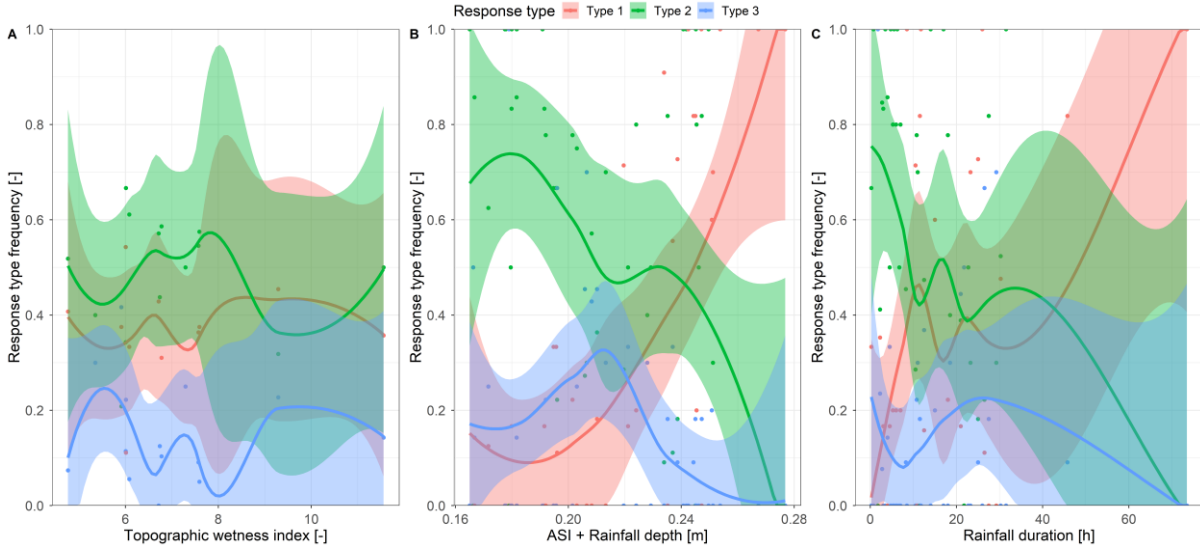 Response type Type 1 Type 2 Type 3
A
1.0
0.8
0.6
0.4
0.2
0.0
Response type frequency [-]
6 8 10
Topographic wetness index [-]
B
1.0
0.8
0.6
0.4
0.2
0.0
Response type frequency [-]
0.16 0.20 0.24 0.28
ASI + Rainfall depth [m]
C
1.0
0.8
0.6
0.4
0.2
0.0
Response type frequency [-]
0 20 40 60
Rainfall duration [h]